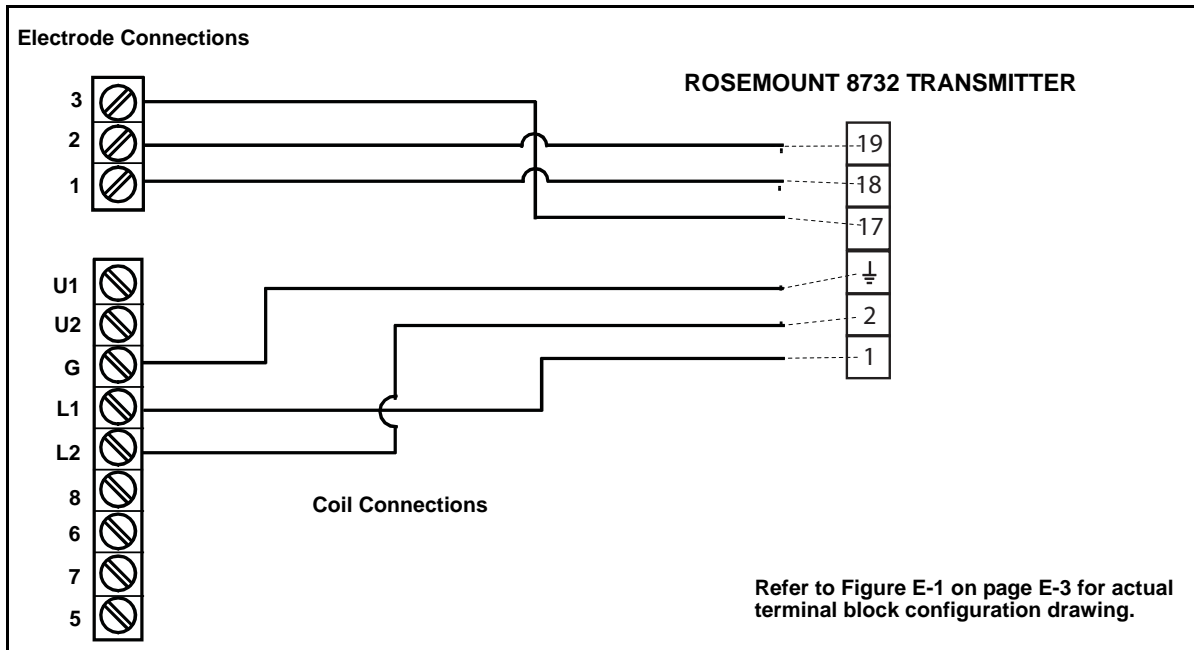 Electrode Connections
ROSEMOUNT 8732 TRANSMITTER
3
2
1
19
18
17
2
1
U1
U2
G
L1
L2
8
6
7
5
Coil Connections
Refer to Figure E-1 on page E-3 for actual
terminal block configuration drawing.